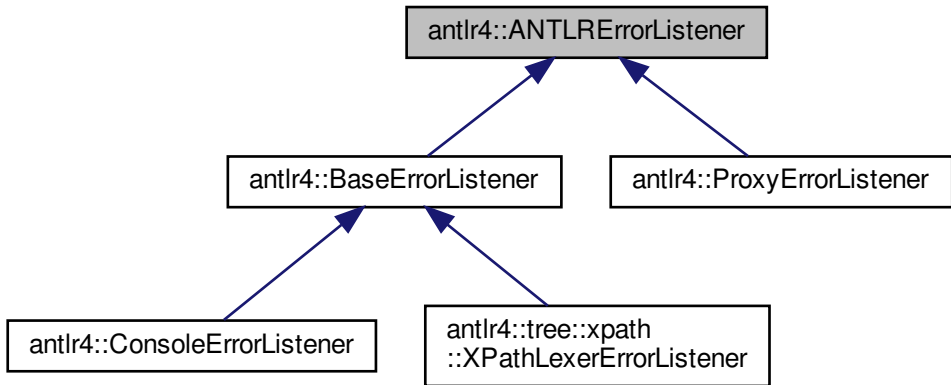 antlr4::ANTLRErrorListener
antlr4::BaseErrorListener
antlr4::ProxyErrorListener
antlr4::ConsoleErrorListener
antlr4::tree::xpath
::XPathLexerErrorListener